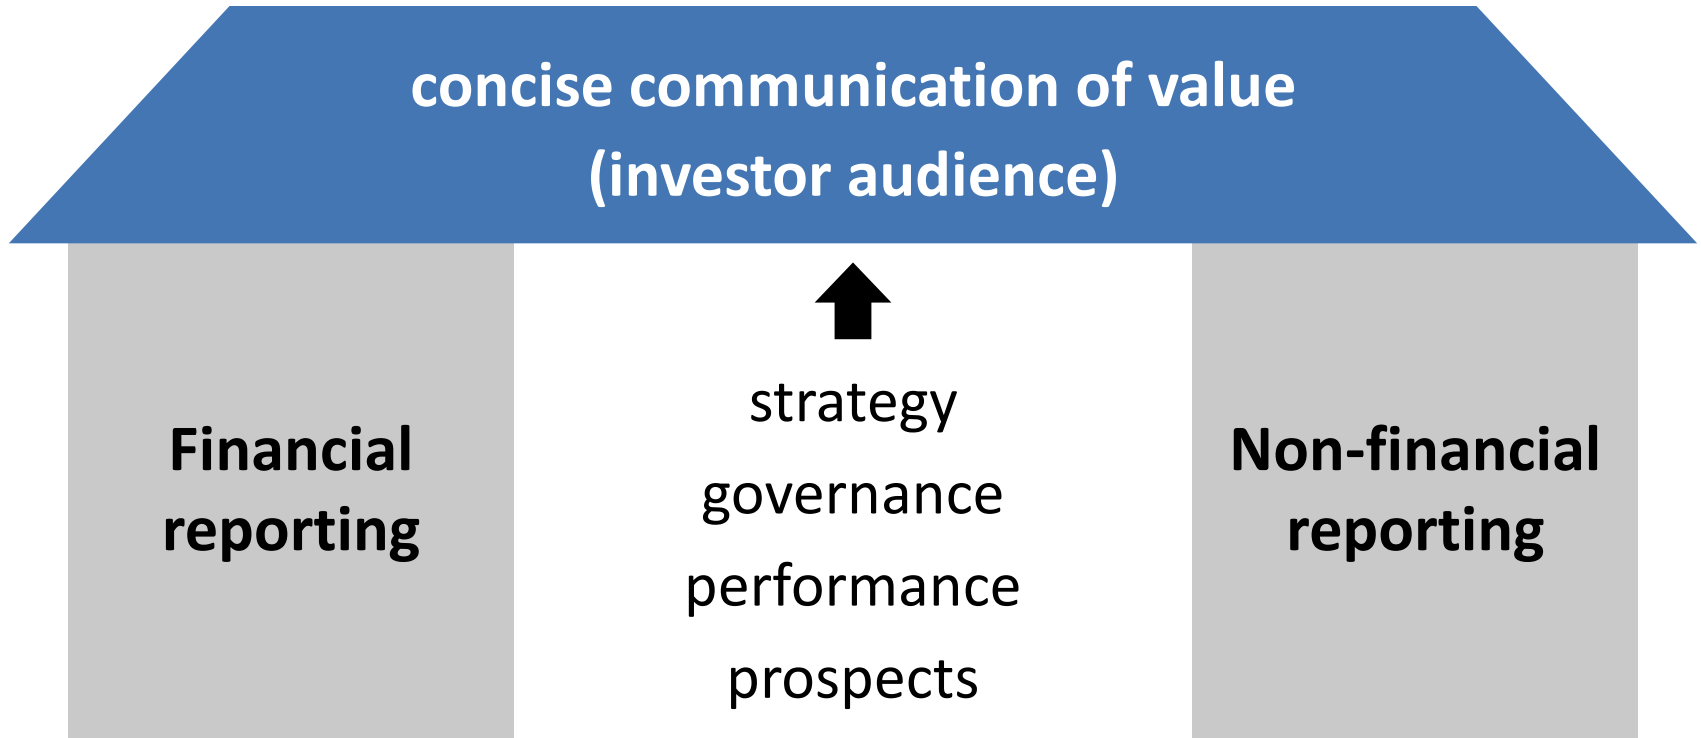 concise communication of value
(investor audience)
Financial
reporting
strategy
governance
performance
prospects
Non-financial
reporting